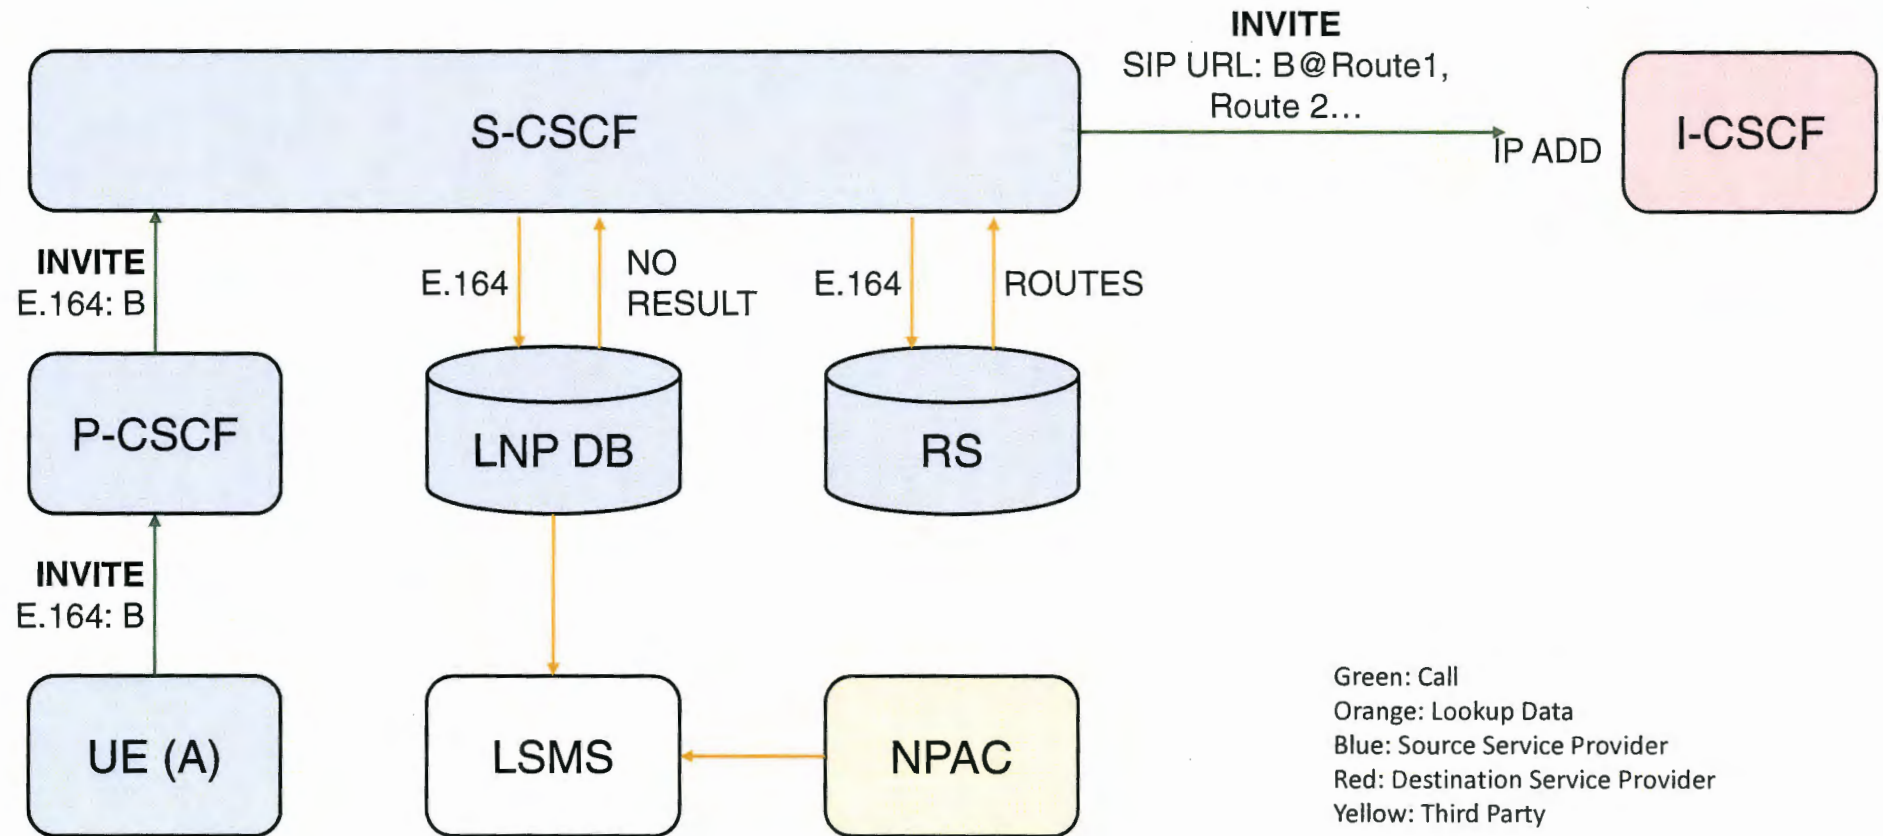 INVITE
SIP URL: B@Route1,
Route 2...
S-CSCF
IP ADD
I-CSCF
INVITE
E.164: B
E.164
NO
RESULT
E.164
ROUTES
P-CSCF
LNP DB
RS
INVITE
E.164: B
UE (A)
LSMS
NPAC
Green: Call
Orange: Lookup Data
Blue: Source Service Provider
Red: Destination Service Provider
Yellow: Third Party